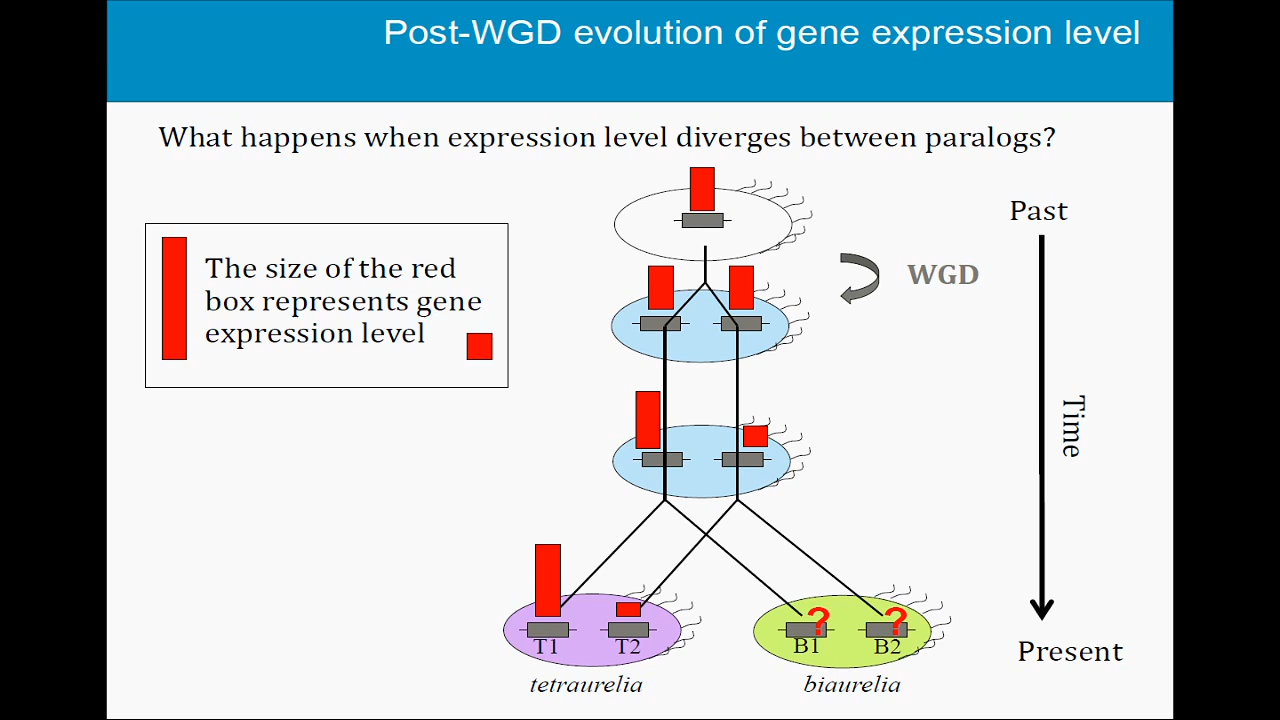 Post-WGD evolution of gene expression level
What happens when expression level diverges between paralogs?
The size of the red
box represents gene
expression level
Past
WGD
Time
Present
T1
T2
tetraurelia
?
?
B1
B2
biaurelia